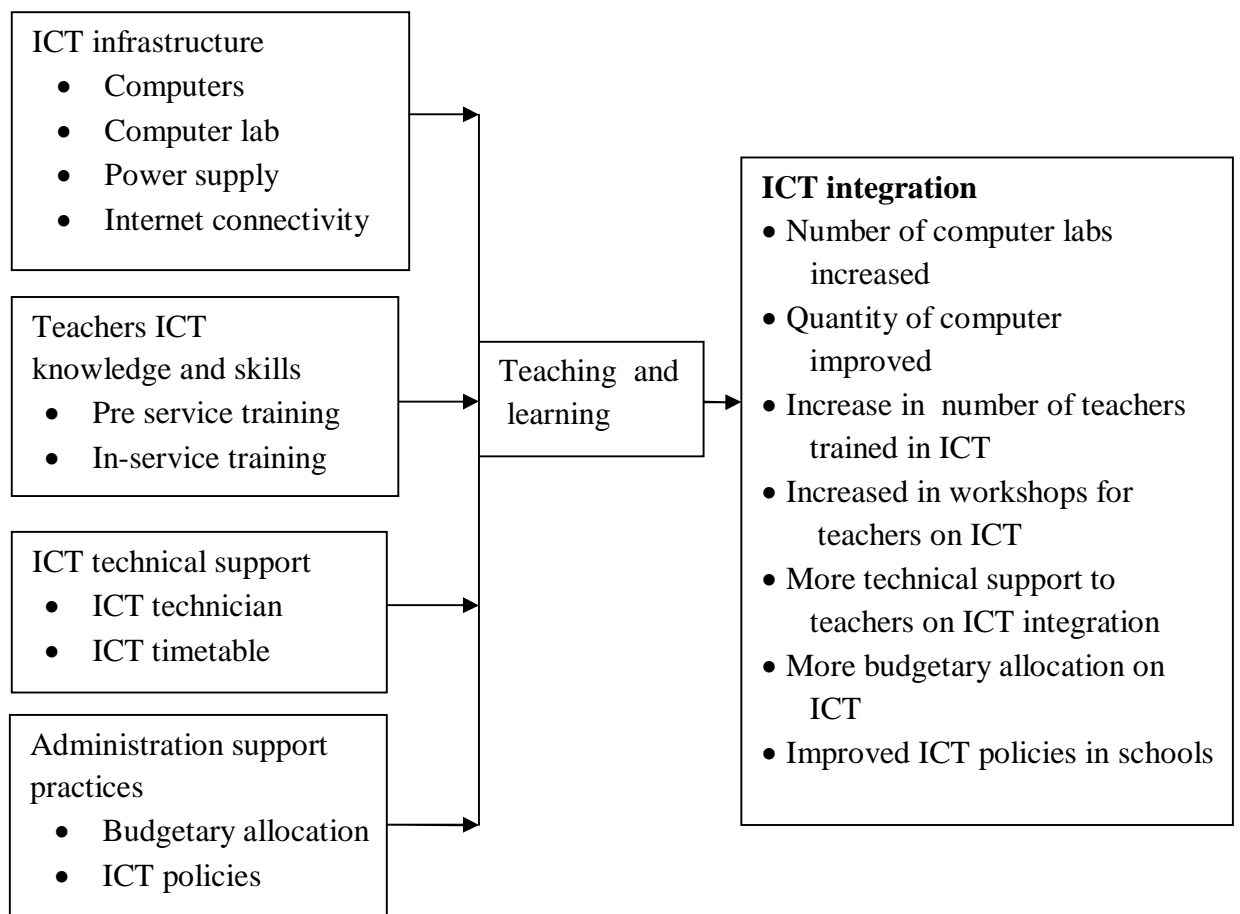 ICT infrastructure
• Computers
• Computer lab
• Power supply
• Internet connectivity
Teachers ICT
knowledge and skills
• Pre service training
• In-service training
ICT technical support
• ICT technician
• ICT timetable
Administration support
practices
• Budgetary allocation
• ICT policies
Teaching and
learning
ICT integration
• Number of computer labs
increased
• Quantity of computer
improved
• Increase in number of teachers
trained in ICT
• Increased in workshops for
teachers on ICT
• More technical support to
teachers on ICT integration
• More budgetary allocation on
ICT
• Improved ICT policies in schools